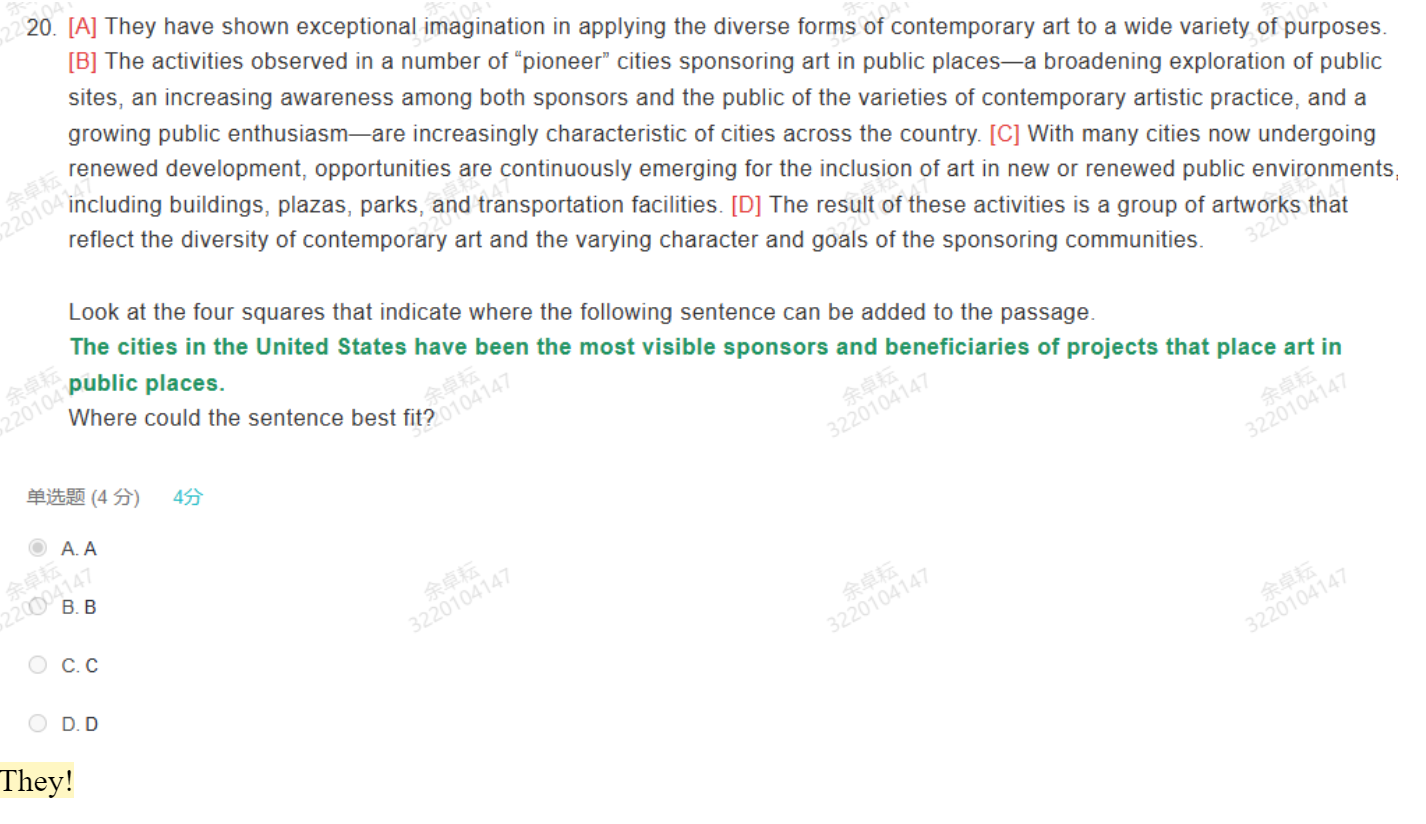 20. [A] They have shown exceptional imagination in applying the diverse forms of contemporary art to a wide variety of purposes.
[B] The activities observed in a number of “pioneer” cities sponsoring art in public places—a broadening exploration of public
sites, an increasing awareness among both sponsors and the public of the varieties of contemporary artistic practice, and a
growing public enthusiasm—are increasingly characteristic of cities across the country. [C] With many cities now undergoing
renewed development, opportunities are continuously emerging for the inclusion of art in new or renewed public environments,
including buildings, plazas, parks, and transportation facilities. [D] The result of these activities is a group of artworks that
reflect the diversity of contemporary art and the varying character and goals of the sponsoring communities.
Look at the four squares that indicate where the following sentence can be added to the passage.
The cities in the United States have been the most visible sponsors and beneficiaries of projects that place art in
public places.
Where could the sentence best fit?
单选题 (4 分) 4分
A. A
B. B
C. C
D. D
They!
余卓耘
3220104147